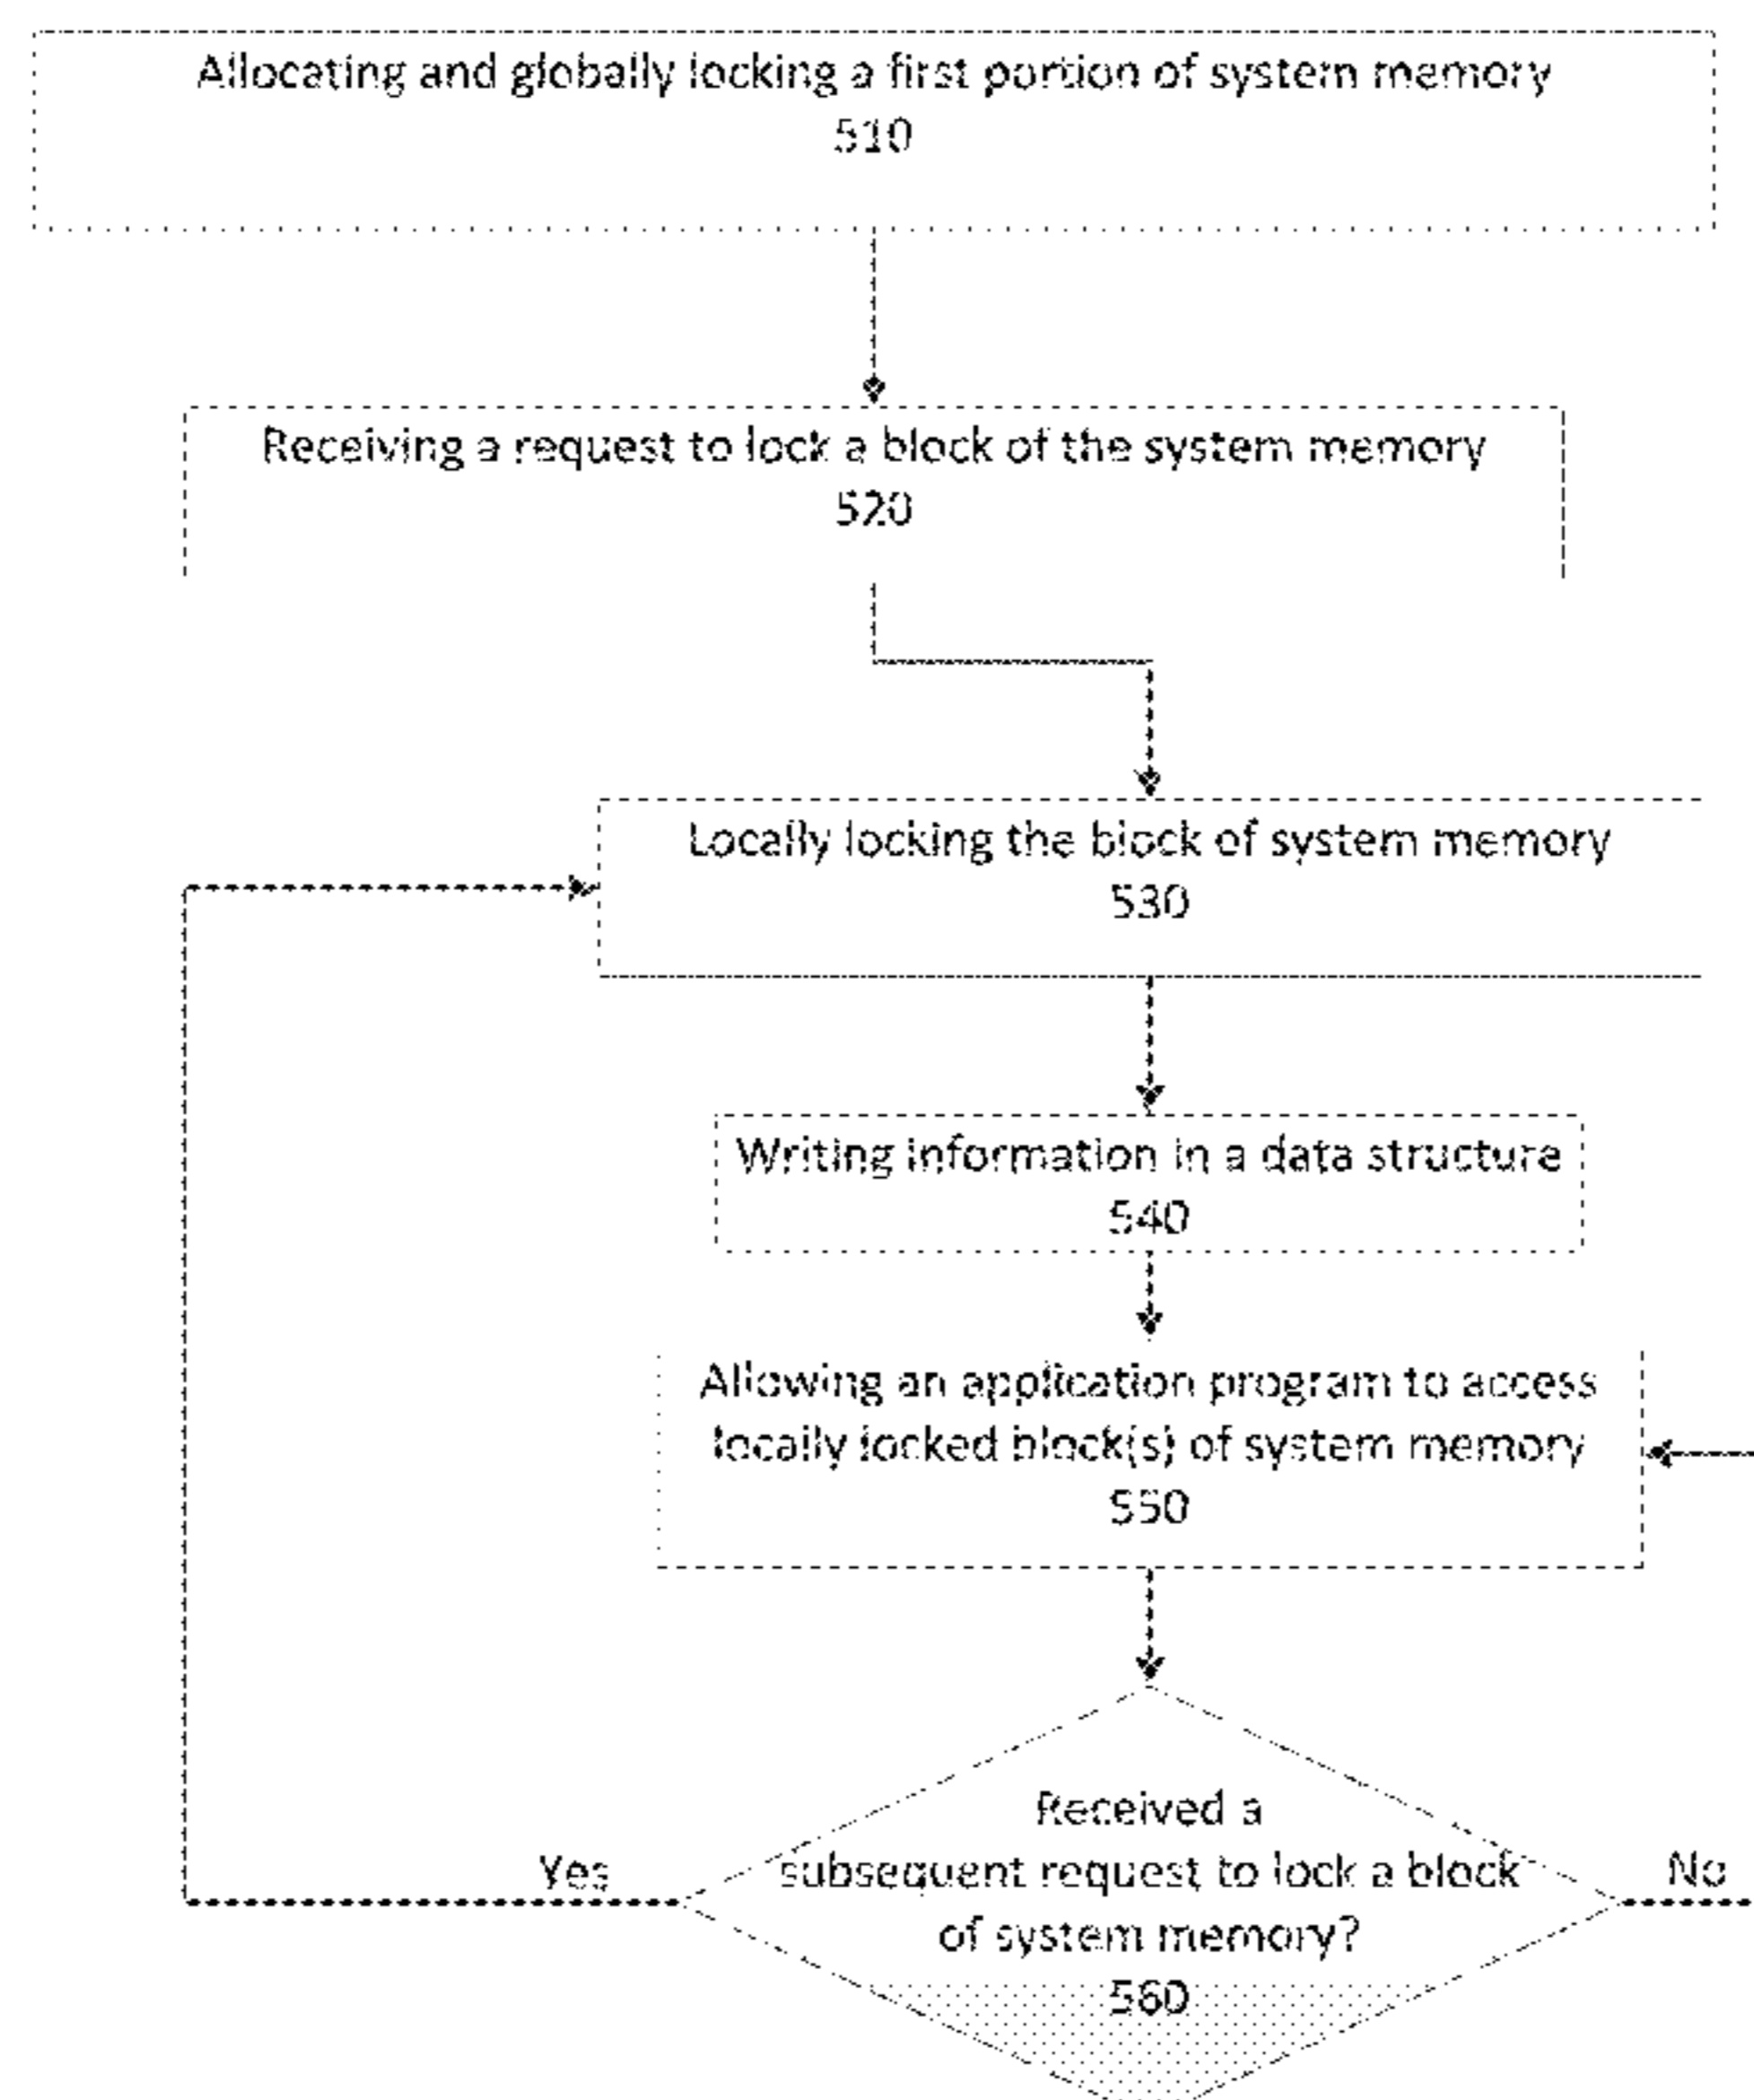 Allocating and globally locking a first portion of system memory
510
Receiving a request to lock a block of the system memory
520
Locally locking the block of system memory
530
Writing information in a data structure
540
Allowing an application program to access
locally locked block(s) of system memory
550
Received a
subsequent request to lock a block
of system memory?
560
Yes
No